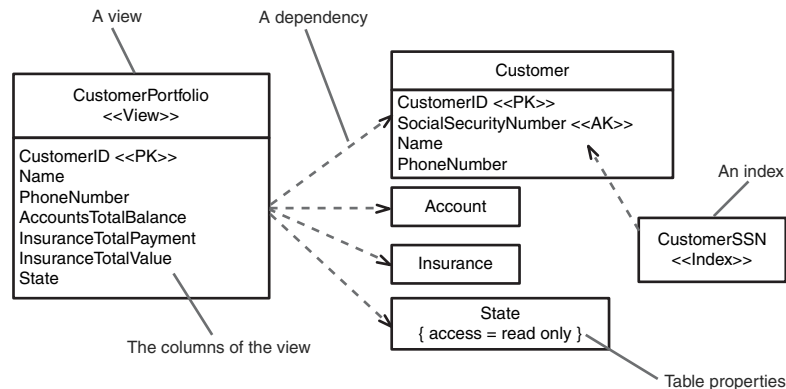 A view
A dependency
CustomerPortfolio
<<View>>
CustomerID <<PK>>
Name
PhoneNumber
AccountsTotalBalance
InsuranceTotalPayment
InsuranceTotalValue
State
The columns of the view
Customer
CustomerID <<PK>>
SocialSecurityNumber <<AK>>
Name
PhoneNumber
Account
Insurance
State
{ access = read only }
An index
CustomerSSN
<<Index>>
Table properties